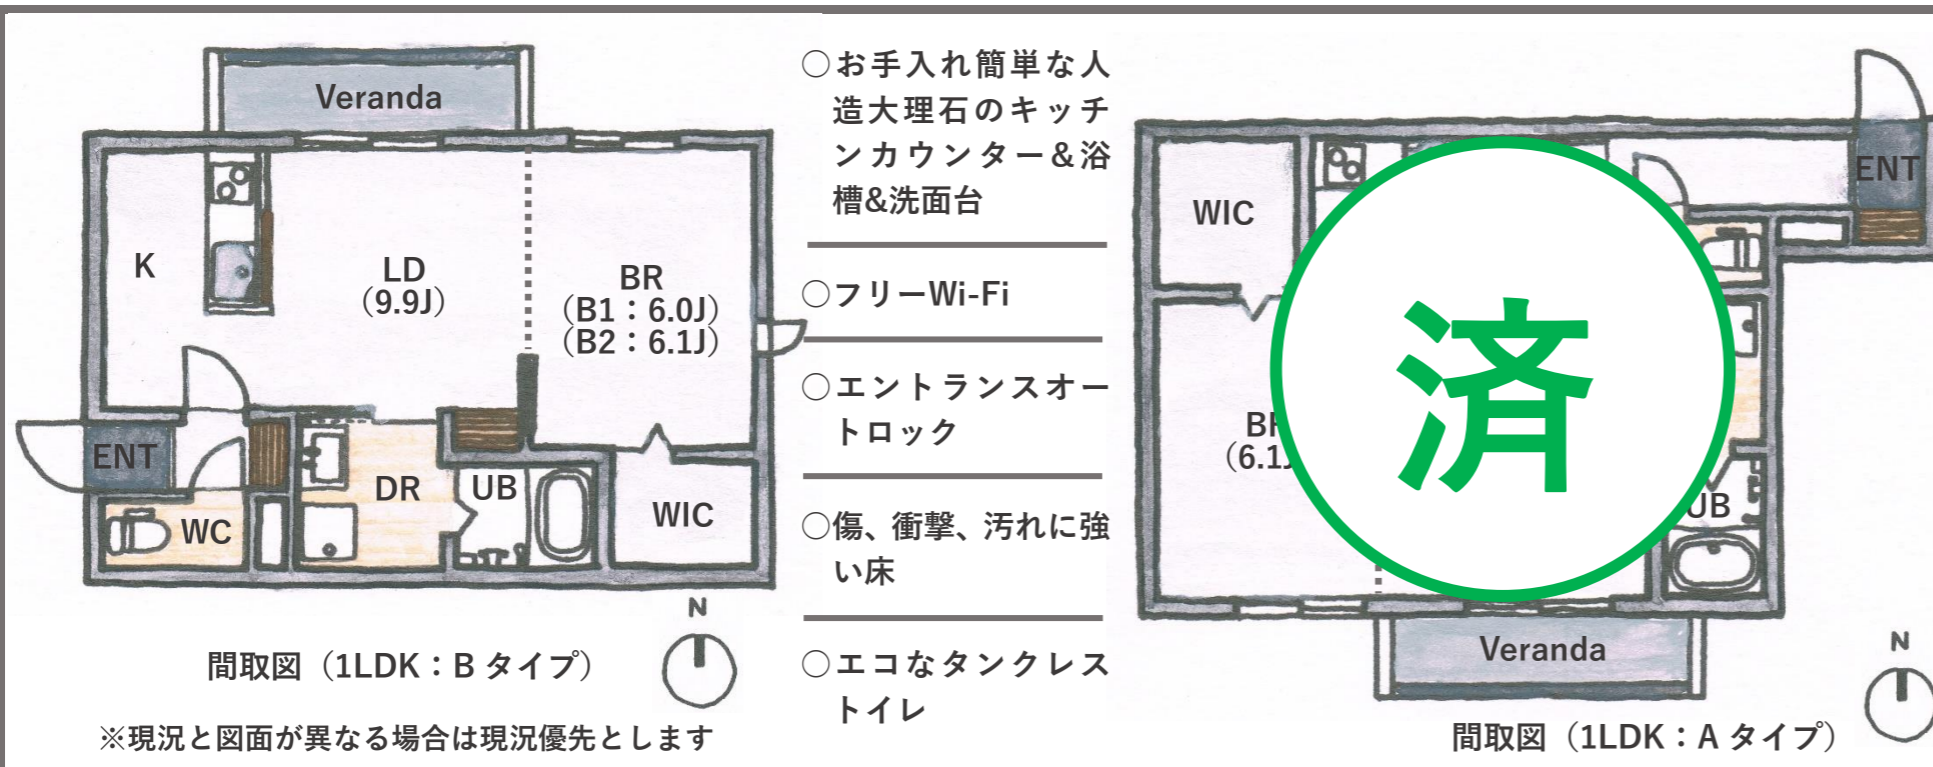 Veranda
K
LD
（9.9J）
BR
（B1：6.0J）
（B2：6.1J）
ENT
WC
DR
UB
WIC
N
間取図（1LDK：B タイプ）
※現況と図面が異なる場合は現況優先とします
○お手入れ簡単な人
造大理石のキッチ
ンカウンター＆浴
槽&洗面台
○フリーWi-Fi
○エントランスオー
トロック
○傷、衝撃、汚れに強
い床
○エコなタンクレス
トイレ
WIC
ENT
済
（6.1J
UB
Veranda
N
間取図（1LDK：A タイプ）